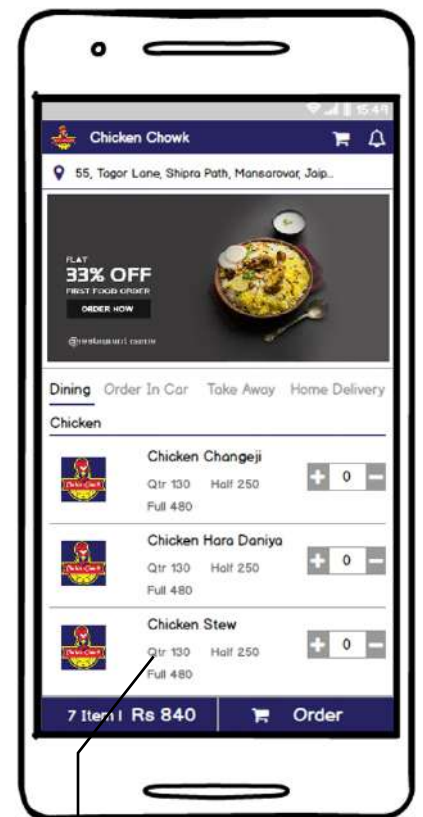 15:49
Chicken Chowk
55, Tagor Lane, Shipra Path, Mansarovar, Jaip..
FLAT
33% OFF
FIRST FOOD ORDER
ORDER NOW
Dining Order In Car Take Away Home Delivery
Chicken
Chicken Changeji
Qtr 130 Half 250
Full 480
+ 0 −
Chicken Hara Daniya
Qtr 130 Half 250
Full 480
+ 0 −
Chicken Stew
Qtr 130 Half 250
Full 480
+ 0 −
7 Item | Rs 840
Order